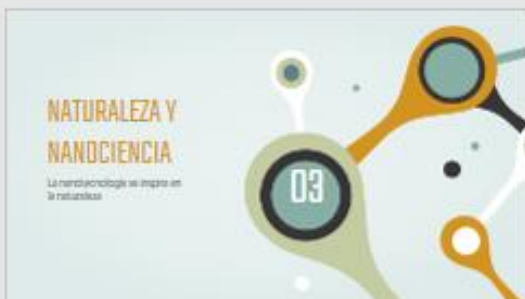 NATURALEZA Y
NANOCIENCIA
La nanotecnología se inspira en
la naturaleza
03